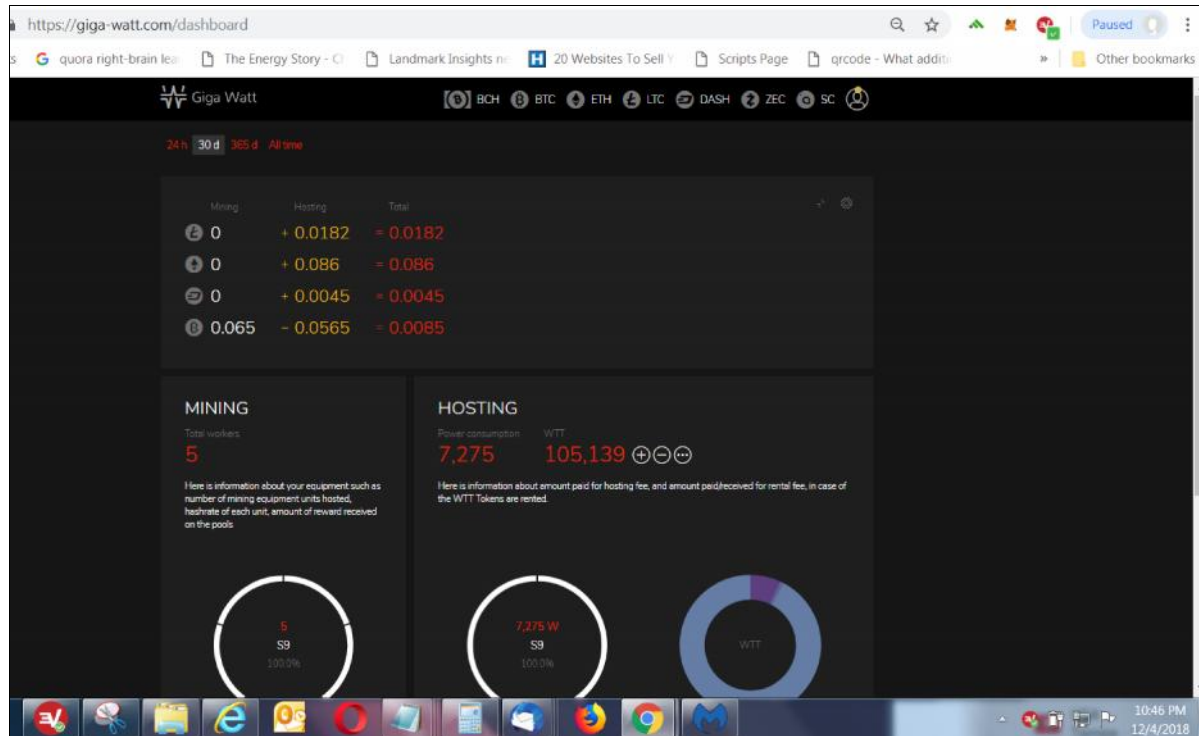 https://giga-watt.com/dashboard
Paused
quora right-brain lea
The Energy Story - C
Landmark Insights ne
20 Websites To Sell Y
Scripts Page
qrcode - What additi
»
Other bookmarks
Giga Watt
BCH BTC ETH LTC DASH ZEC SC
24 h 30 d 365 d All time
Mining Hosting Total
0 + 0.0182 = 0.0182
0 + 0.086 = 0.086
0 + 0.0045 = 0.0045
0.065 − 0.0565 = 0.0085
MINING
Total workers
5
Here is information about your equipment such as
number of mining equipment units hosted,
hashrate of each unit, amount of reward received
on the pools
HOSTING
Power consumption WTT
7,275 105,139
Here is information about amount paid for hosting fee, and amount paid/received for rental fee, in case of
the WTT Tokens are rented.
5
S9
100.0%
7,275 W
S9
100.0%
WTT
10:46 PM
12/4/2018